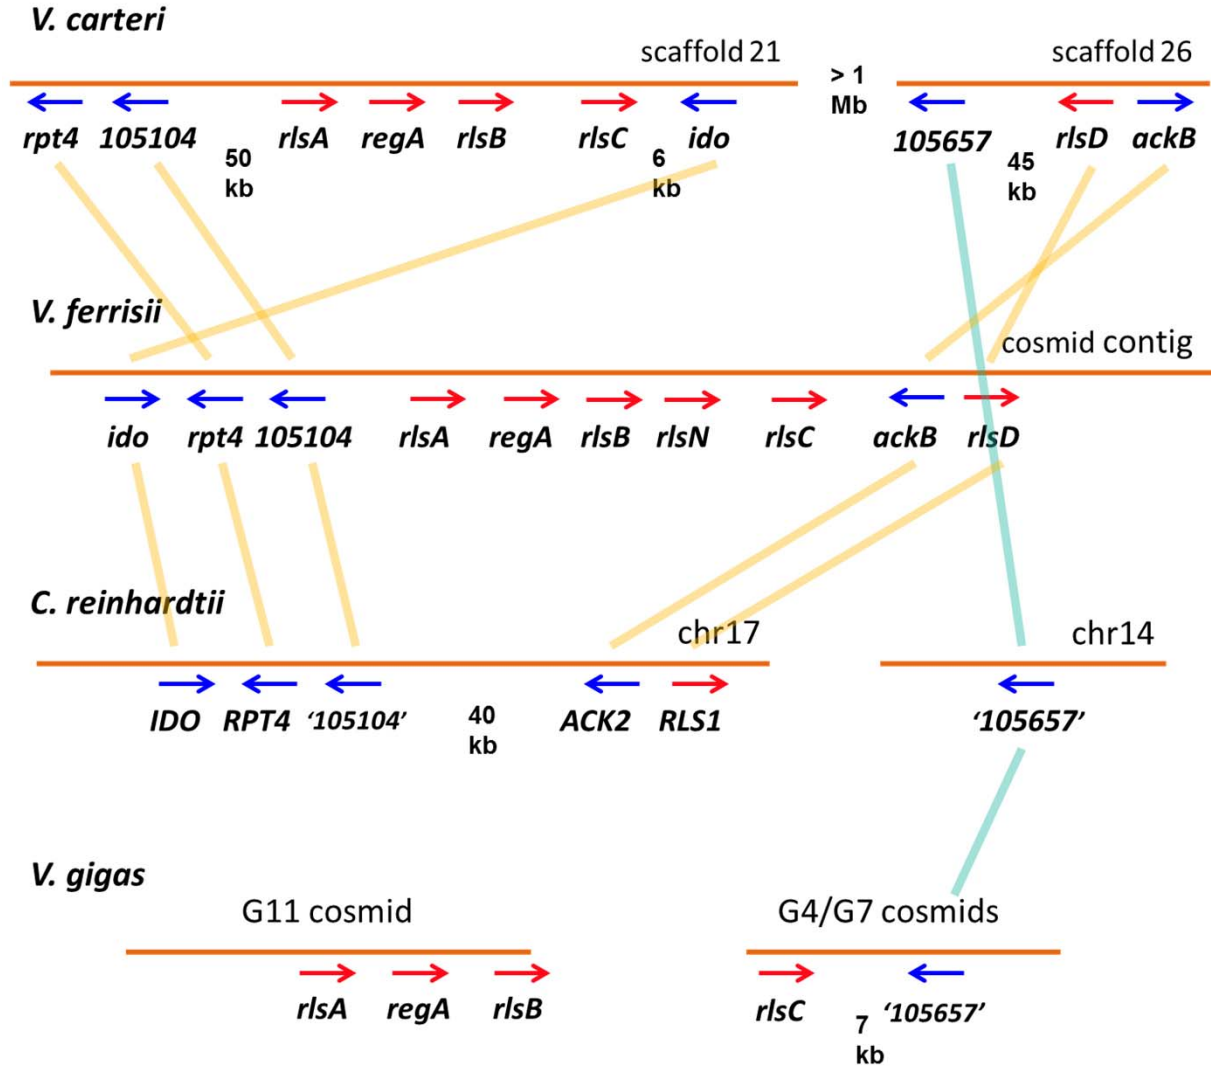 V. carteri
scaffold 21
> 1
Mb
scaffold 26
rpt4 105104 rlsA regA rlsB rlsC ido 105657 rlsD ackB
50
kb
6
kb
45
kb
V. ferrisii
cosmid contig
ido rpt4 105104 rlsA regA rlsB rlsN rlsC ackB rlsD
C. reinhardtii
chr17
chr14
IDO RPT4 ‘105104’ 40 ACK2 RLS1 ‘105657’
kb
V. gigas
G11 cosmid
G4/G7 cosmids
rlsA regA rlsB rlsC ‘105657’
7
kb